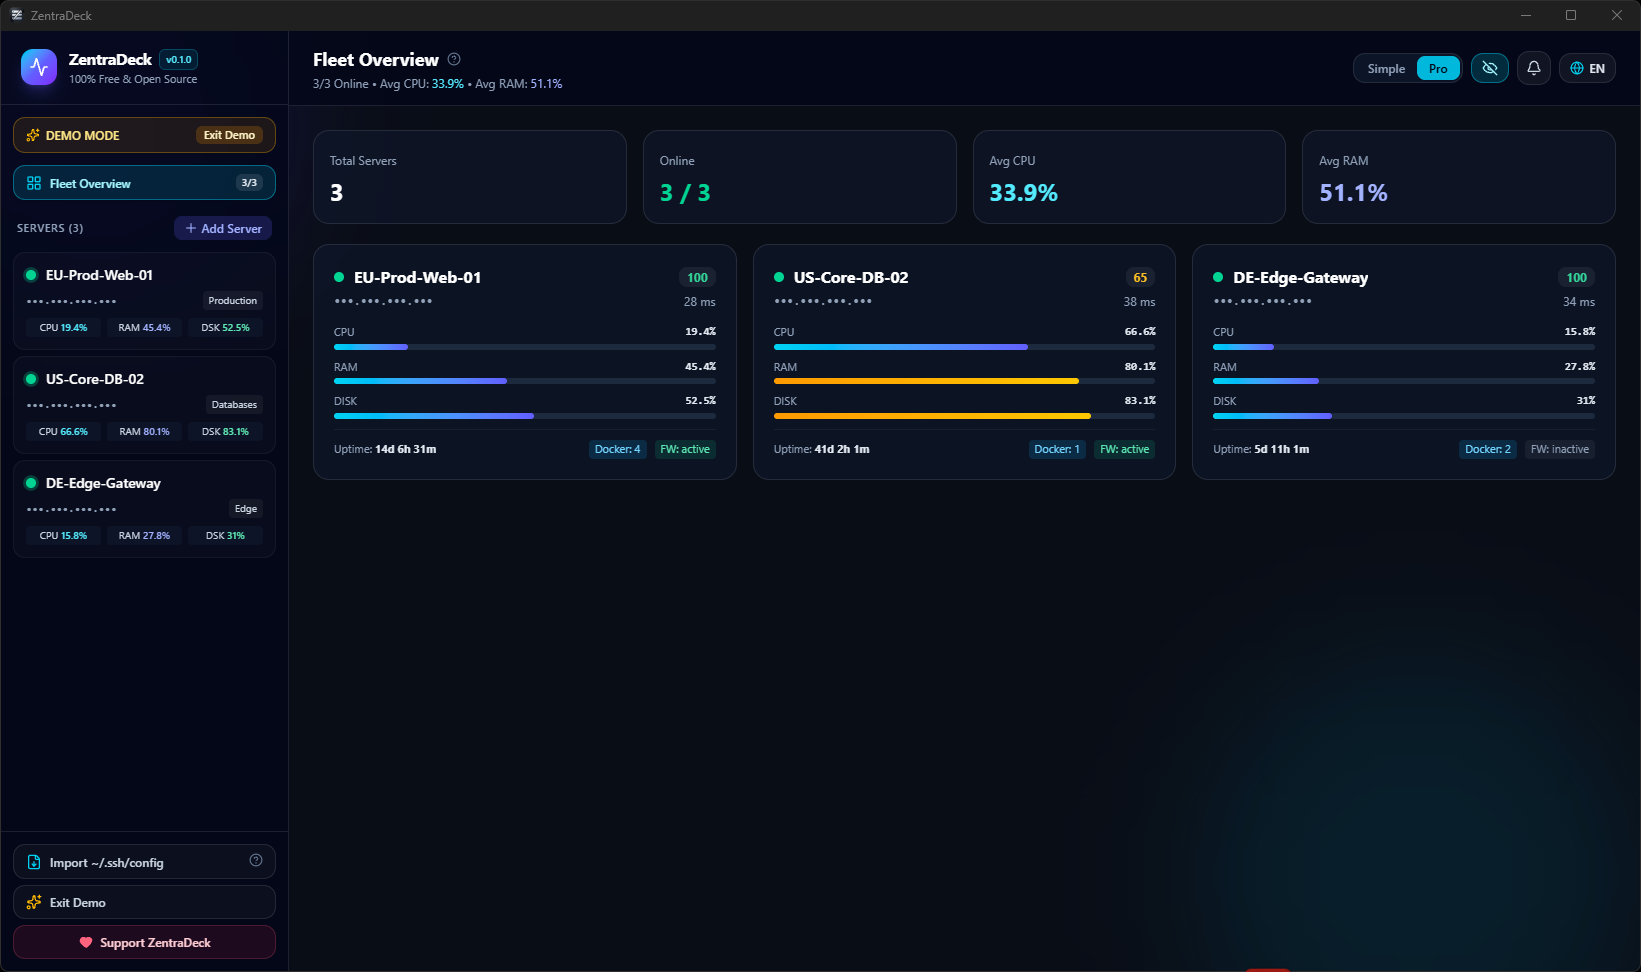 ZentraDeck
ZentraDeck v0.1.0
100% Free & Open Source
DEMO MODE Exit Demo
Fleet Overview 3/3
SERVERS (3) + Add Server
EU-Prod-Web-01
•••.•••.•••.••• Production
CPU 19.4% RAM 45.4% DSK 52.5%
US-Core-DB-02
•••.•••.•••.••• Databases
CPU 66.6% RAM 80.1% DSK 83.1%
DE-Edge-Gateway
•••.•••.•••.••• Edge
CPU 15.8% RAM 27.8% DSK 31%
Import ~/.ssh/config
Exit Demo
Support ZentraDeck
Fleet Overview
3/3 Online • Avg CPU: 33.9% • Avg RAM: 51.1%
Simple Pro EN
Total Servers
3
Online
3 / 3
Avg CPU
33.9%
Avg RAM
51.1%
EU-Prod-Web-01 100
•••.•••.•••.••• 28 ms
CPU 19.4%
RAM 45.4%
DISK 52.5%
Uptime: 14d 6h 31m Docker: 4 FW: active
US-Core-DB-02 65
•••.•••.•••.••• 38 ms
CPU 66.6%
RAM 80.1%
DISK 83.1%
Uptime: 41d 2h 1m Docker: 1 FW: active
DE-Edge-Gateway 100
•••.•••.•••.••• 34 ms
CPU 15.8%
RAM 27.8%
DISK 31%
Uptime: 5d 11h 1m Docker: 2 FW: inactive